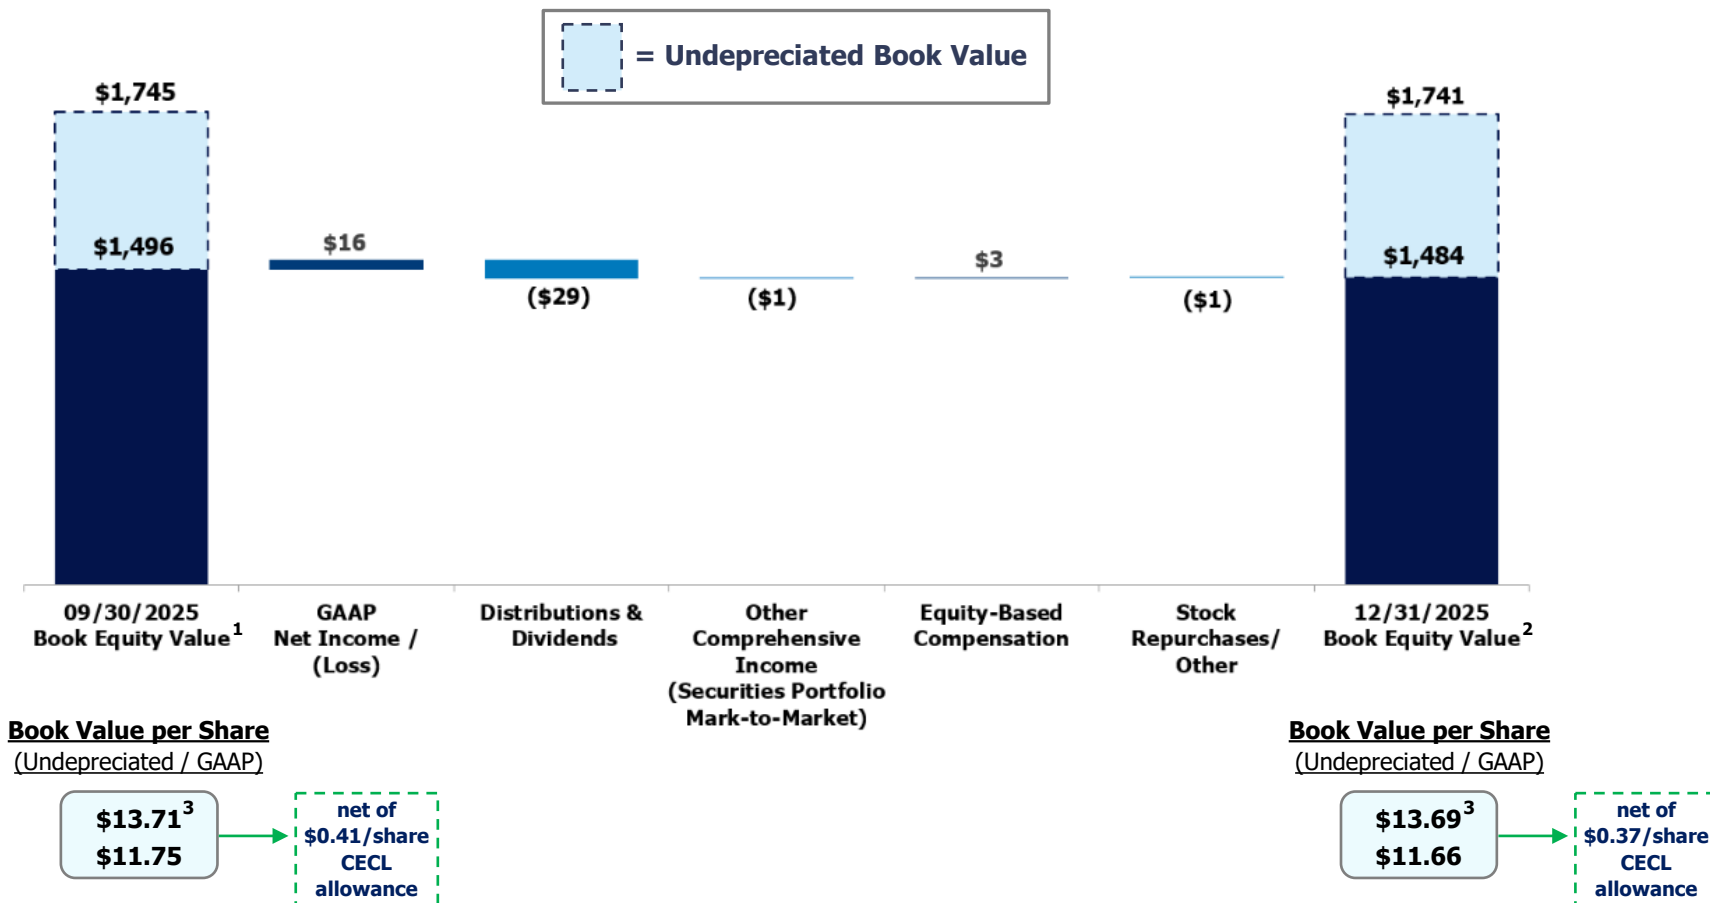 = Undepreciated Book Value
$1,745
$1,741
$1,496
$16
($29)
($1)
$3
($1)
$1,484
09/30/2025
Book Equity Value1
GAAP
Net Income /
(Loss)
Distributions &
Dividends
Other
Comprehensive
Income
(Securities Portfolio
Mark-to-Market)
Equity-Based
Compensation
Stock
Repurchases/
Other
12/31/2025
Book Equity Value2
Book Value per Share
(Undepreciated / GAAP)
$13.713
$11.75
net of
$0.41/share
CECL
allowance
Book Value per Share
(Undepreciated / GAAP)
$13.693
$11.66
net of
$0.37/share
CECL
allowance